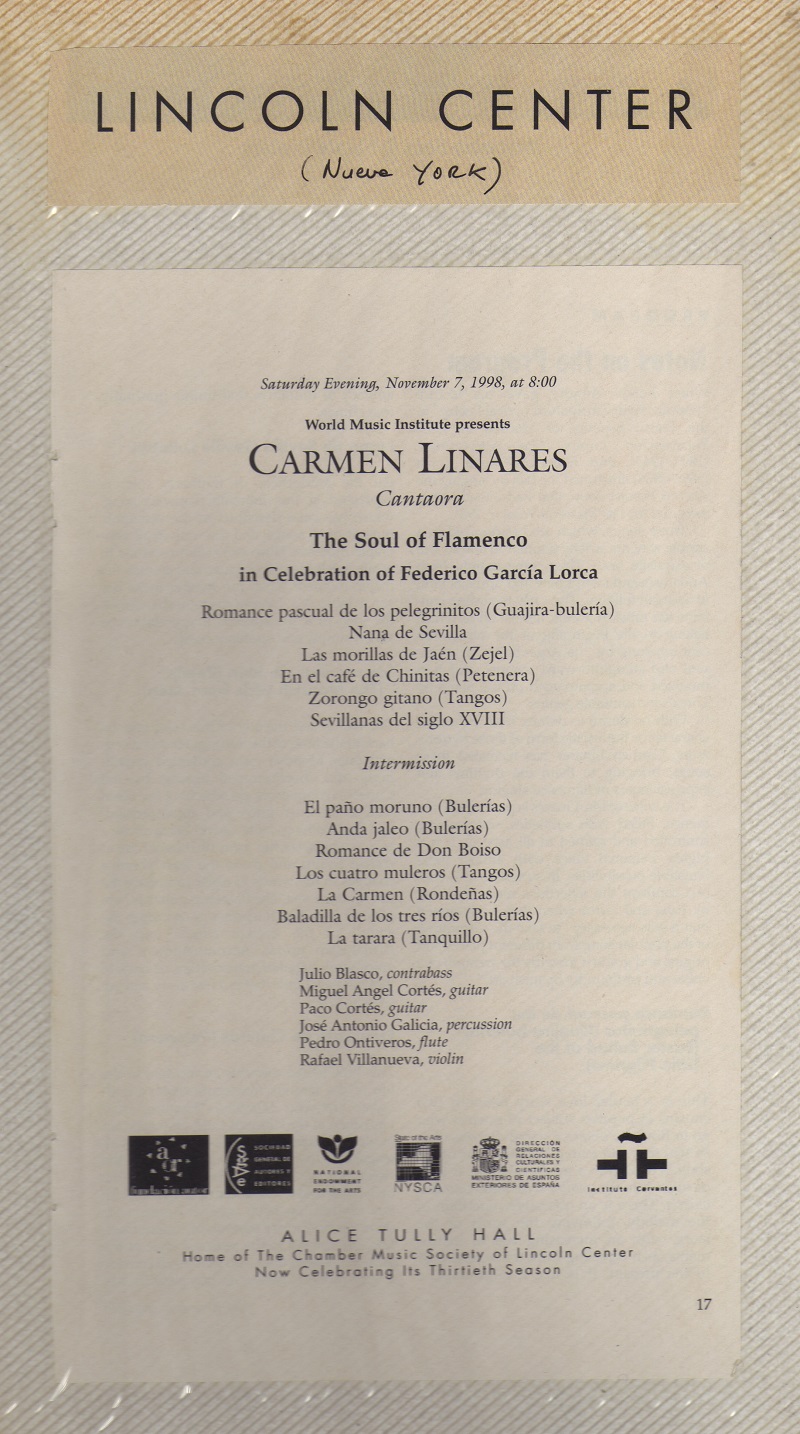 LINCOLN CENTER
(Nueva YORK)
Saturday Evening, November 7, 1998, at 8:00
World Music Institute presents
CARMEN LINARES
Cantaora
The Soul of Flamenco
in Celebration of Federico García Lorca
Romance pascual de los pelegrinitos (Guajira-bulería)
Nana de Sevilla
Las morillas de Jaén (Zejel)
En el café de Chinitas (Petenera)
Zorongo gitano (Tangos)
Sevillanas del siglo XVIII
Intermission
El paño moruno (Bulerías)
Anda jaleo (Bulerías)
Romance de Don Boiso
Los cuatro muleros (Tangos)
La Carmen (Rondeñas)
Baladilla de los tres ríos (Bulerías)
La tarara (Tanquillo)
Julio Blasco, contrabass
Miguel Angel Cortés, guitar
Paco Cortés, guitar
José Antonio Galicia, percussion
Pedro Ontiveros, flute
Rafael Villanueva, violin
a
or
fundación autor
SOCIEDAD
GENERAL DE
AUTORES Y
EDITORES
NATIONAL
ENDOWMENT
FOR THE ARTS
State of the Arts
NYSCA
DIRECCIÓN
GENERAL DE
RELACIONES
CULTURALES Y
CIENTÍFICAS
MINISTERIO DE ASUNTOS
EXTERIORES DE ESPAÑA
Instituto Cervantes
ALICE TULLY HALL
Home of The Chamber Music Society of Lincoln Center
Now Celebrating Its Thirtieth Season
17